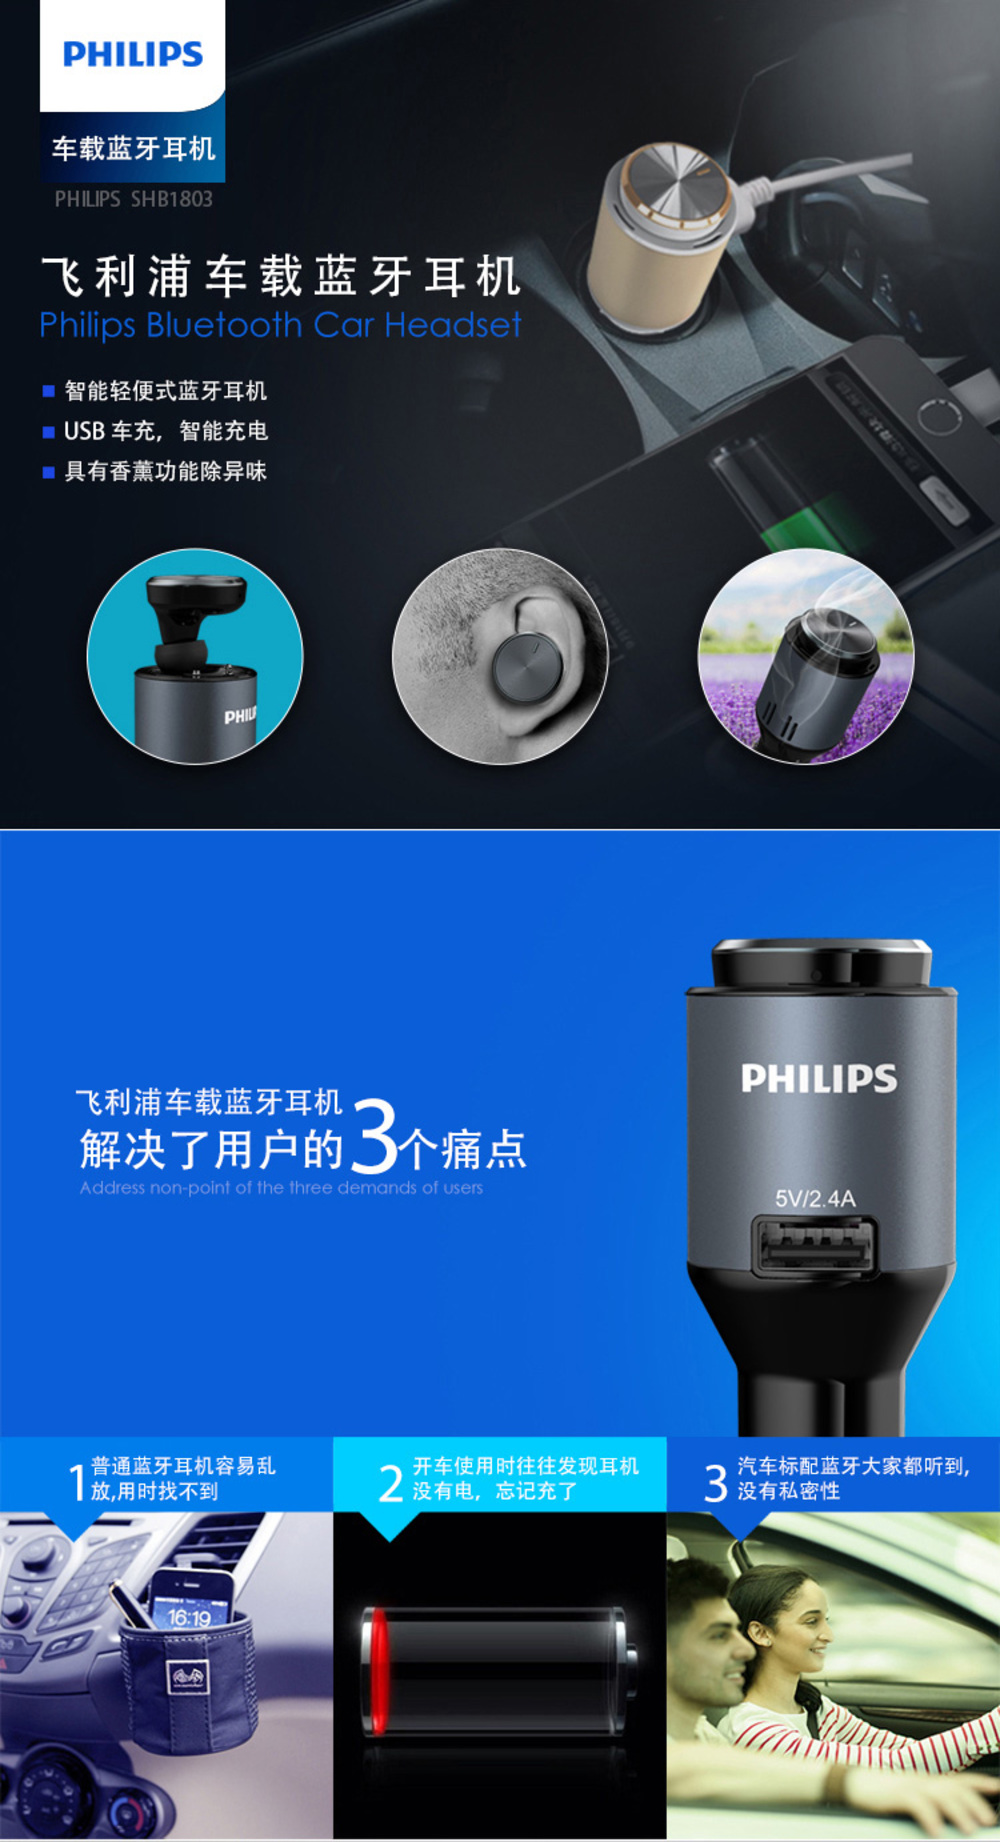 PHILIPS
车载蓝牙耳机
PHILIPS SHB1803
飞利浦车载蓝牙耳机
Philips Bluetooth Car Headset
智能轻便式蓝牙耳机
USB 车充，智能充电
具有香薰功能除异味
PHILIPS
飞利浦车载蓝牙耳机
解决了用户的3个痛点
Address non-point of the three demands of users
5V/2.4A
1 普通蓝牙耳机容易乱
放,用时找不到
2 开车使用时往往发现耳机
没有电，忘记充了
3 汽车标配蓝牙大家都听到,
没有私密性
16:19